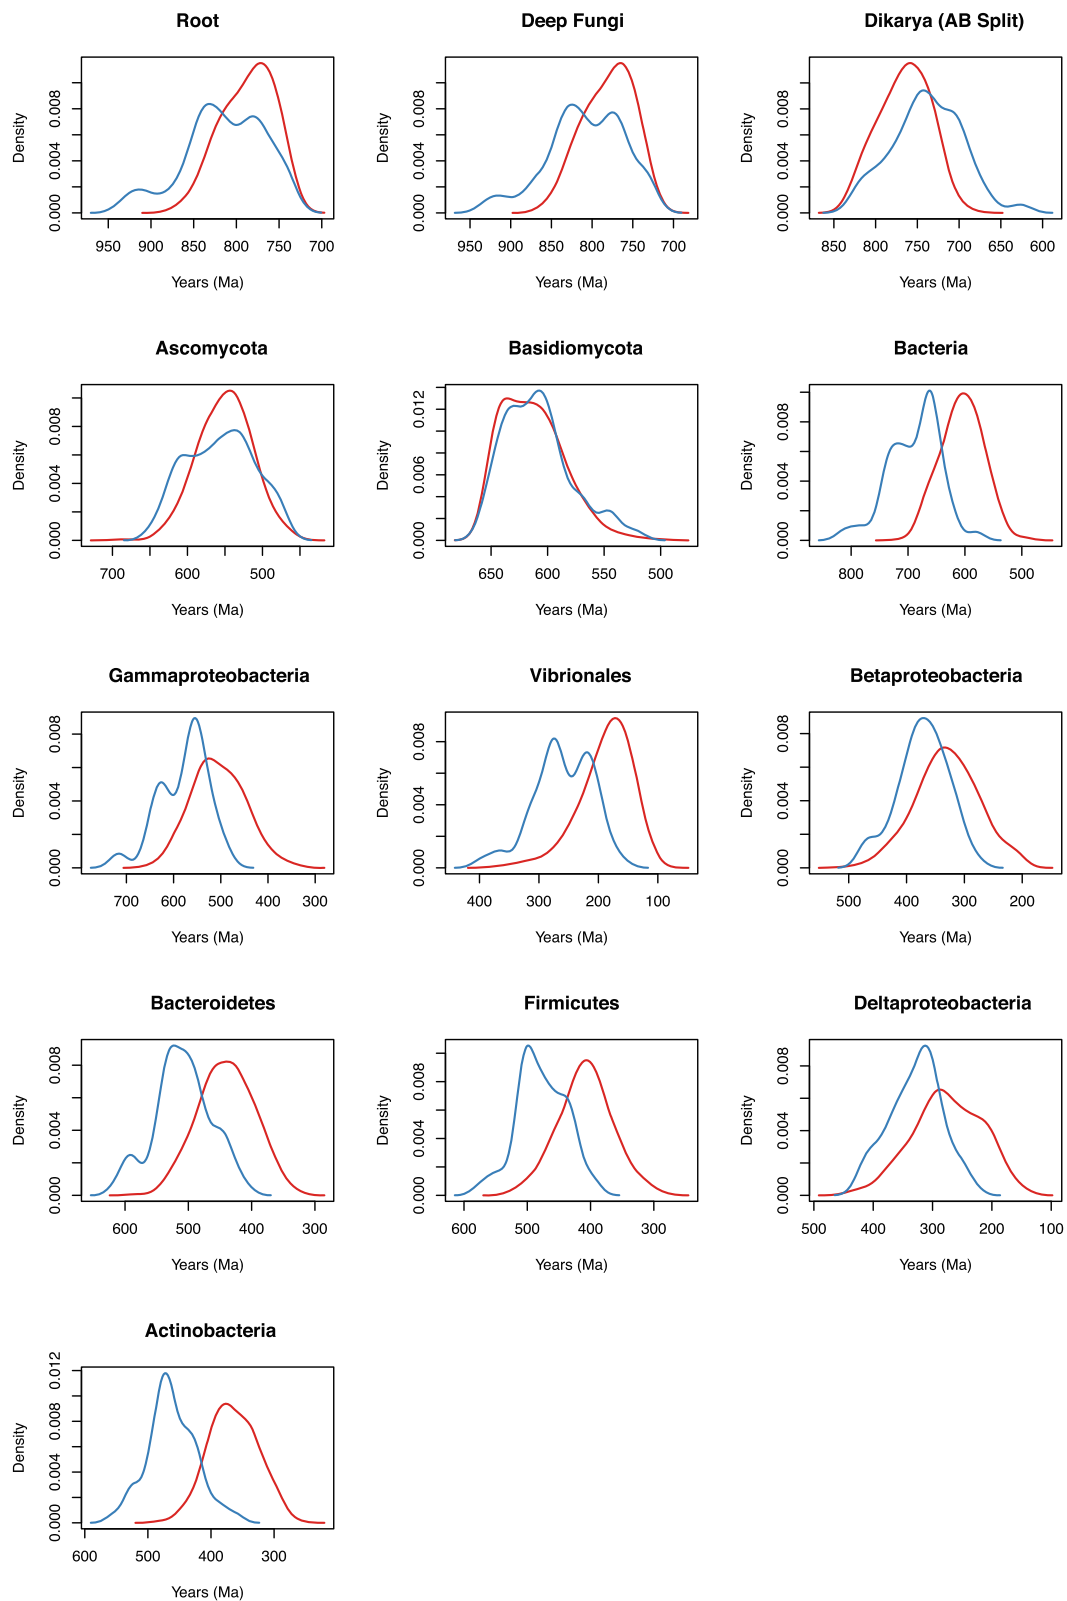 Root
Density
0.000 0.004 0.008
950 900 850 800 750 700
Years (Ma)
Deep Fungi
Density
0.000 0.004 0.008
950 900 850 800 750 700
Years (Ma)
Dikarya (AB Split)
Density
0.000 0.004 0.008
850 800 750 700 650 600
Years (Ma)
Ascomycota
Density
0.000 0.004 0.008
700 600 500
Years (Ma)
Basidiomycota
Density
0.000 0.006 0.012
650 600 550 500
Years (Ma)
Bacteria
Density
0.000 0.004 0.008
800 700 600 500
Years (Ma)
Gammaproteobacteria
Density
0.000 0.004 0.008
700 600 500 400 300
Years (Ma)
Vibrionales
Density
0.000 0.004 0.008
400 300 200 100
Years (Ma)
Betaproteobacteria
Density
0.000 0.004 0.008
500 400 300 200
Years (Ma)
Bacteroidetes
Density
0.000 0.004 0.008
600 500 400 300
Years (Ma)
Firmicutes
Density
0.000 0.004 0.008
600 500 400 300
Years (Ma)
Deltaproteobacteria
Density
0.000 0.004 0.008
500 400 300 200 100
Years (Ma)
Actinobacteria
Density
0.000 0.004 0.008 0.012
600 500 400 300
Years (Ma)